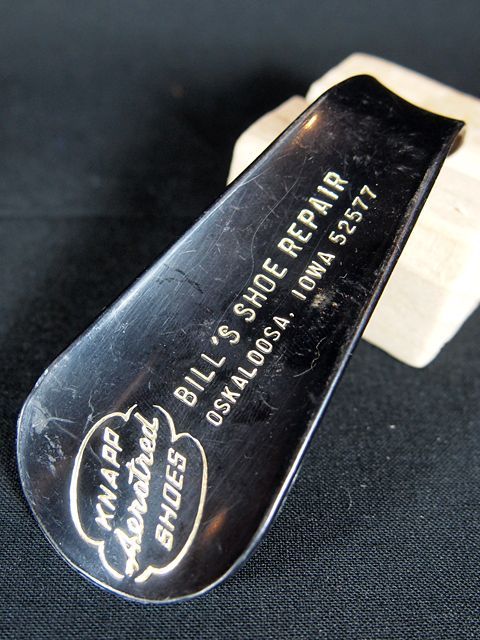 BILL'S SHOE REPAIR
OSKALOOSA, IOWA 52577
KNAPP
Aerotred
SHOES